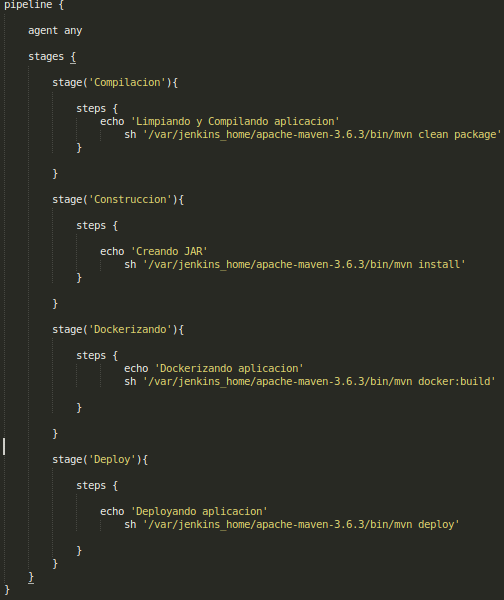 pipeline {
agent any
stages {
stage('Compilacion'){
steps {
echo 'Limpiando y Compilando aplicacion'
sh '/var/jenkins_home/apache-maven-3.6.3/bin/mvn clean package'
}
}
stage('Construccion'){
steps {
echo 'Creando JAR'
sh '/var/jenkins_home/apache-maven-3.6.3/bin/mvn install'
}
}
stage('Dockerizando'){
steps {
echo 'Dockerizando aplicacion'
sh '/var/jenkins_home/apache-maven-3.6.3/bin/mvn docker:build'
}
}
stage('Deploy'){
steps {
echo 'Deployando aplicacion'
sh '/var/jenkins_home/apache-maven-3.6.3/bin/mvn deploy'
}
}
}
}